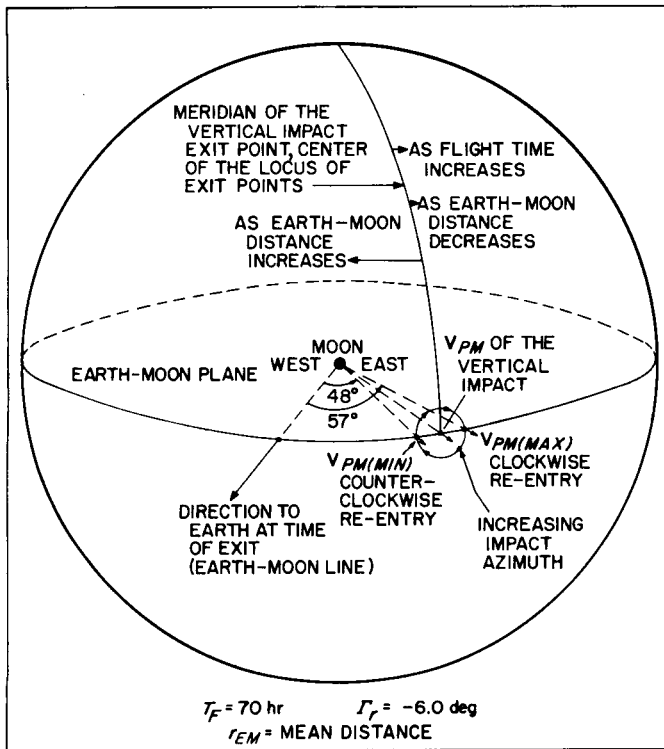 MERIDIAN OF THE
VERTICAL IMPACT
EXIT POINT, CENTER
OF THE LOCUS OF
EXIT POINTS
AS FLIGHT TIME
INCREASES
AS EARTH-MOON
DISTANCE
DECREASES
AS EARTH-MOON
DISTANCE
INCREASES
MOON
WEST EAST
EARTH-MOON PLANE
48°
57°
V_PM OF THE
VERTICAL
IMPACT
V_PM(MIN)
COUNTER-
CLOCKWISE
RE-ENTRY
V_PM(MAX)
CLOCKWISE
RE-ENTRY
DIRECTION TO
EARTH AT TIME
OF EXIT
(EARTH-MOON LINE)
INCREASING
IMPACT
AZIMUTH
T_F = 70 hr Γ_r = -6.0 deg
r_EM = MEAN DISTANCE